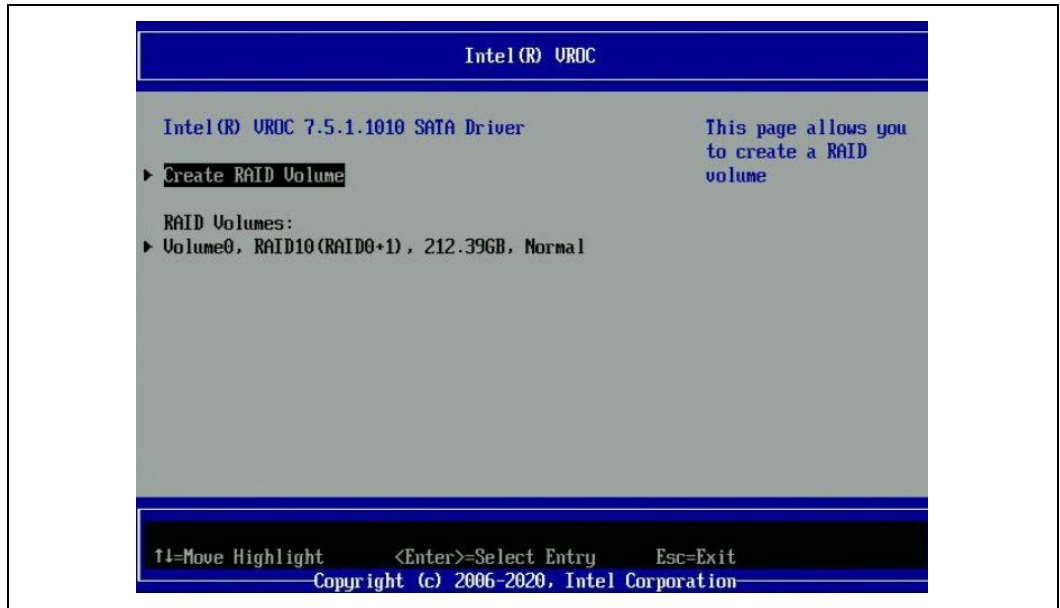 Intel(R) VROC
Intel(R) VROC 7.5.1.1010 SATA Driver
This page allows you
to create a RAID
volume
Create RAID Volume
RAID Volumes:
Volume0, RAID10(RAID0+1), 212.39GB, Normal
↑↓=Move Highlight <Enter>=Select Entry Esc=Exit
Copyright (c) 2006-2020, Intel Corporation